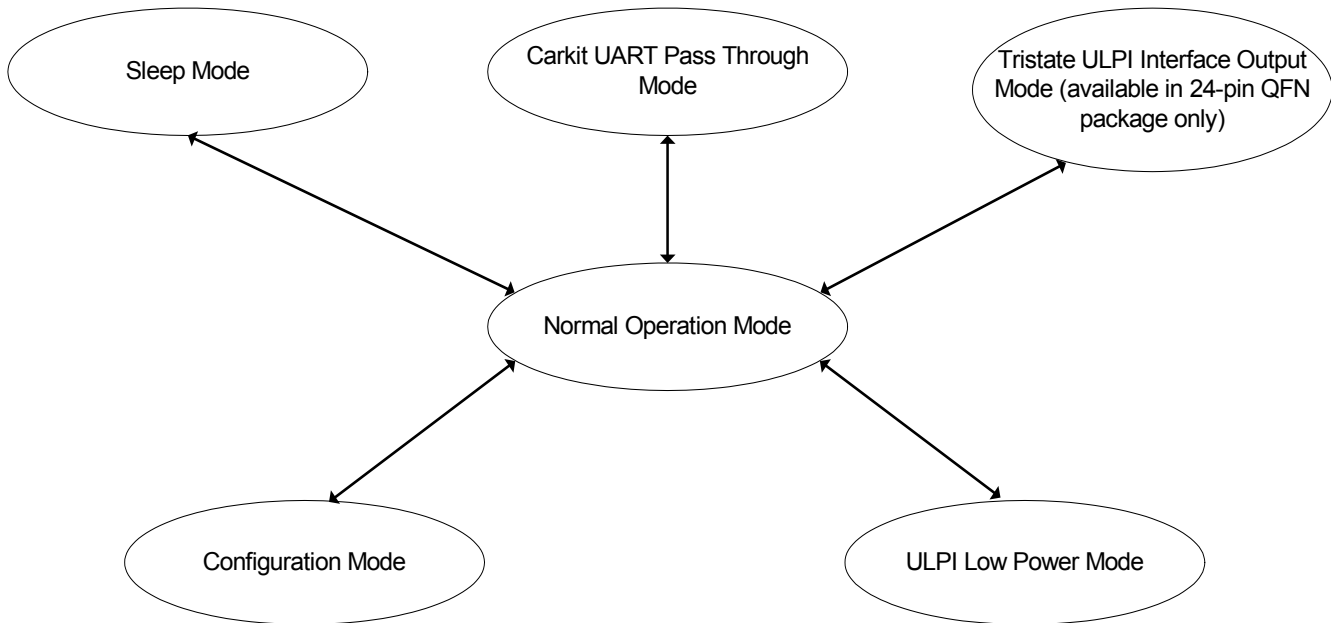 Sleep Mode
Carkit UART Pass Through
Mode
Tristate ULPI Interface Output
Mode (available in 24-pin QFN
package only)
Normal Operation Mode
Configuration Mode
ULPI Low Power Mode